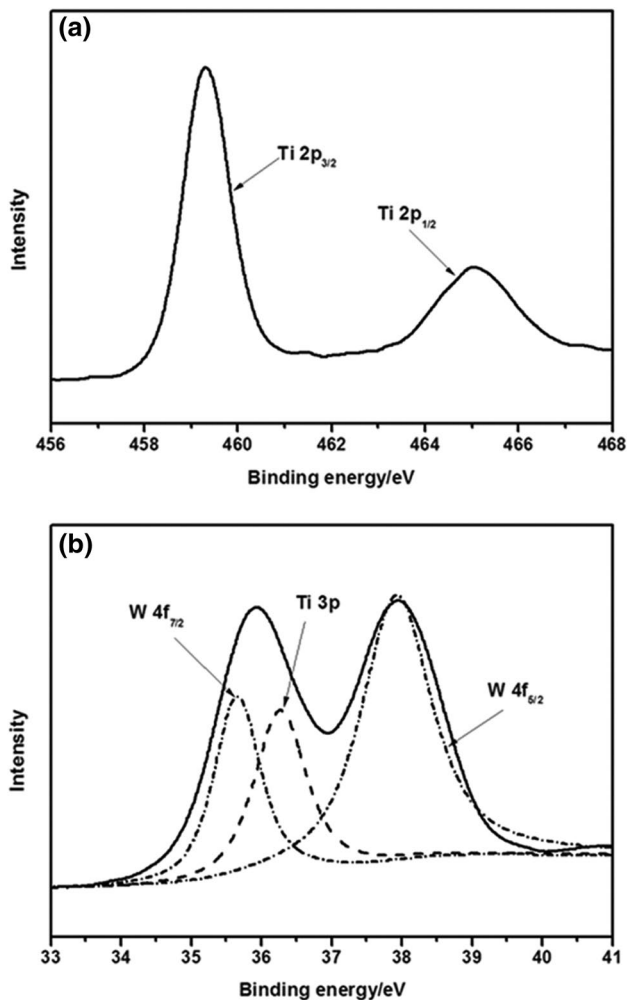 (a)
Ti 2p3/2
Ti 2p1/2
Intensity
456 458 460 462 464 466 468
Binding energy/eV
(b)
W 4f7/2
Ti 3p
W 4f5/2
Intensity
33 34 35 36 37 38 39 40 41
Binding energy/eV